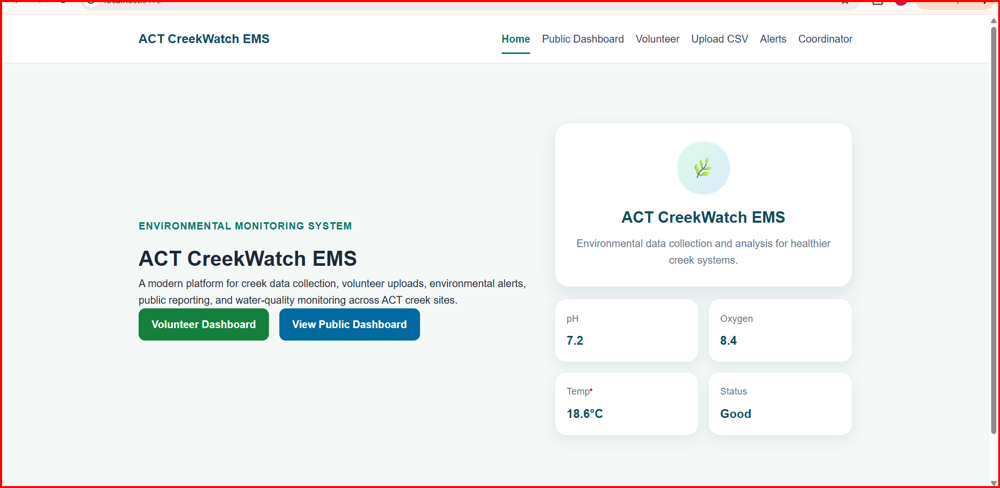 ACT CreekWatch EMS
Home Public Dashboard Volunteer Upload CSV Alerts Coordinator
ENVIRONMENTAL MONITORING SYSTEM
ACT CreekWatch EMS
A modern platform for creek data collection, volunteer uploads, environmental alerts,
public reporting, and water-quality monitoring across ACT creek sites.
Volunteer Dashboard
View Public Dashboard
ACT CreekWatch EMS
Environmental data collection and analysis for healthier
creek systems.
pH
7.2
Oxygen
8.4
Temp
18.6°C
Status
Good